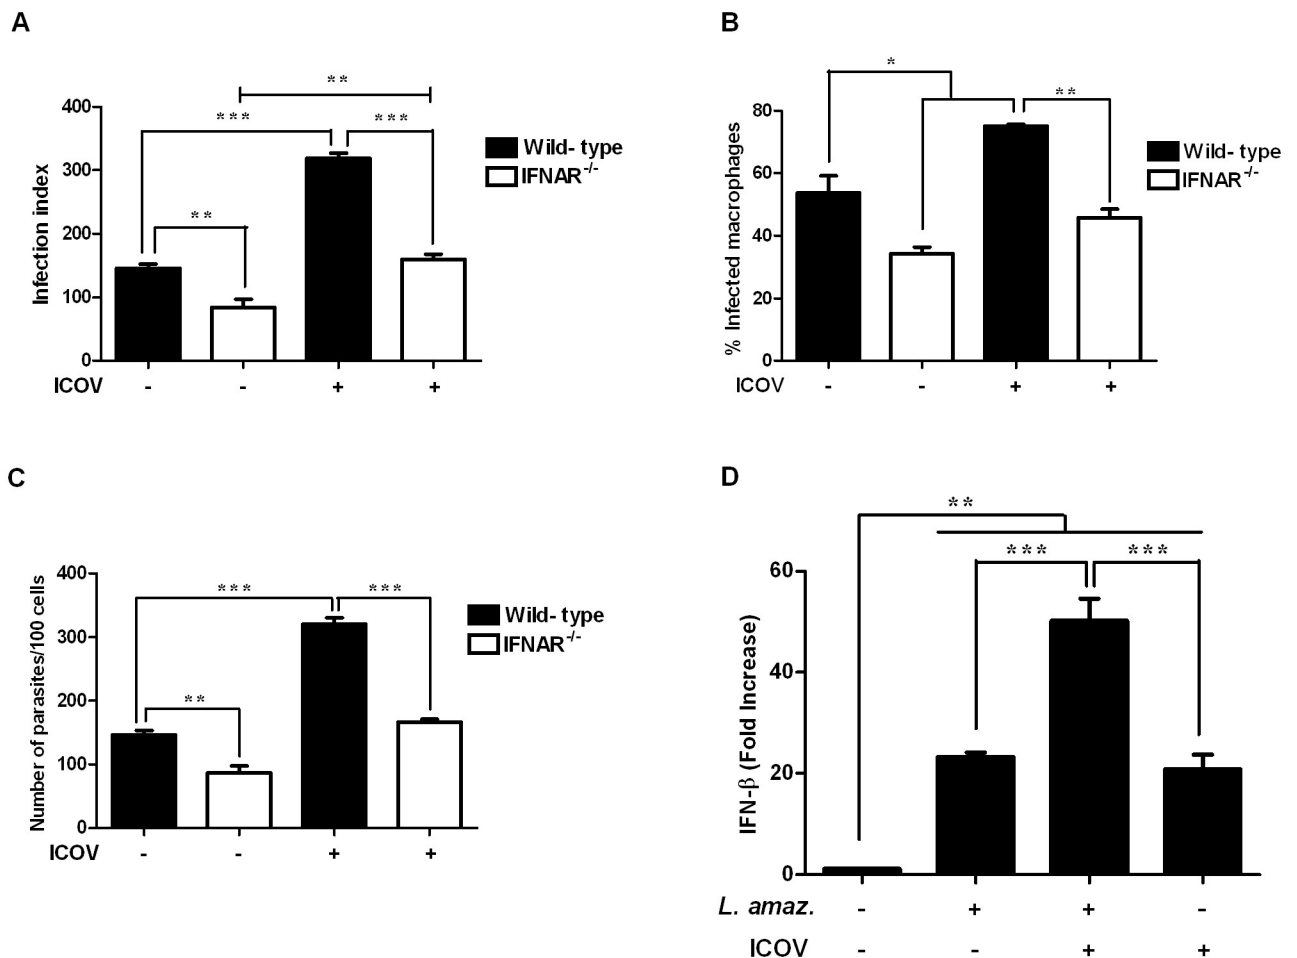 A
**
***
***
**
400
300
200
100
0
Infection index
Wild- type
IFNAR-/-
ICOV - - + +
B
*
**
80
60
40
20
0
% Infected macrophages
Wild- type
IFNAR-/-
ICOV - - + +
C
***
***
**
400
300
200
100
0
Number of parasites/100 cells
Wild- type
IFNAR-/-
ICOV - - + +
D
**
***
***
60
40
20
0
IFN-β (Fold Increase)
L. amaz. - + + -
ICOV - - + +